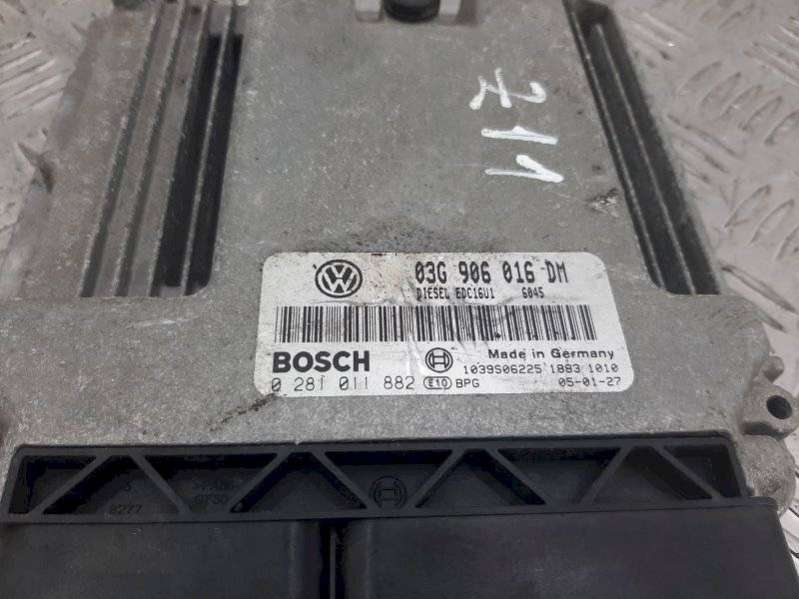 Z11
03G 906 016 DM
DIESEL EDC16U1 6045
BOSCH Made in Germany
0 281 011 882 E10 BPG 1039S06225 1883 1010
05-01-27